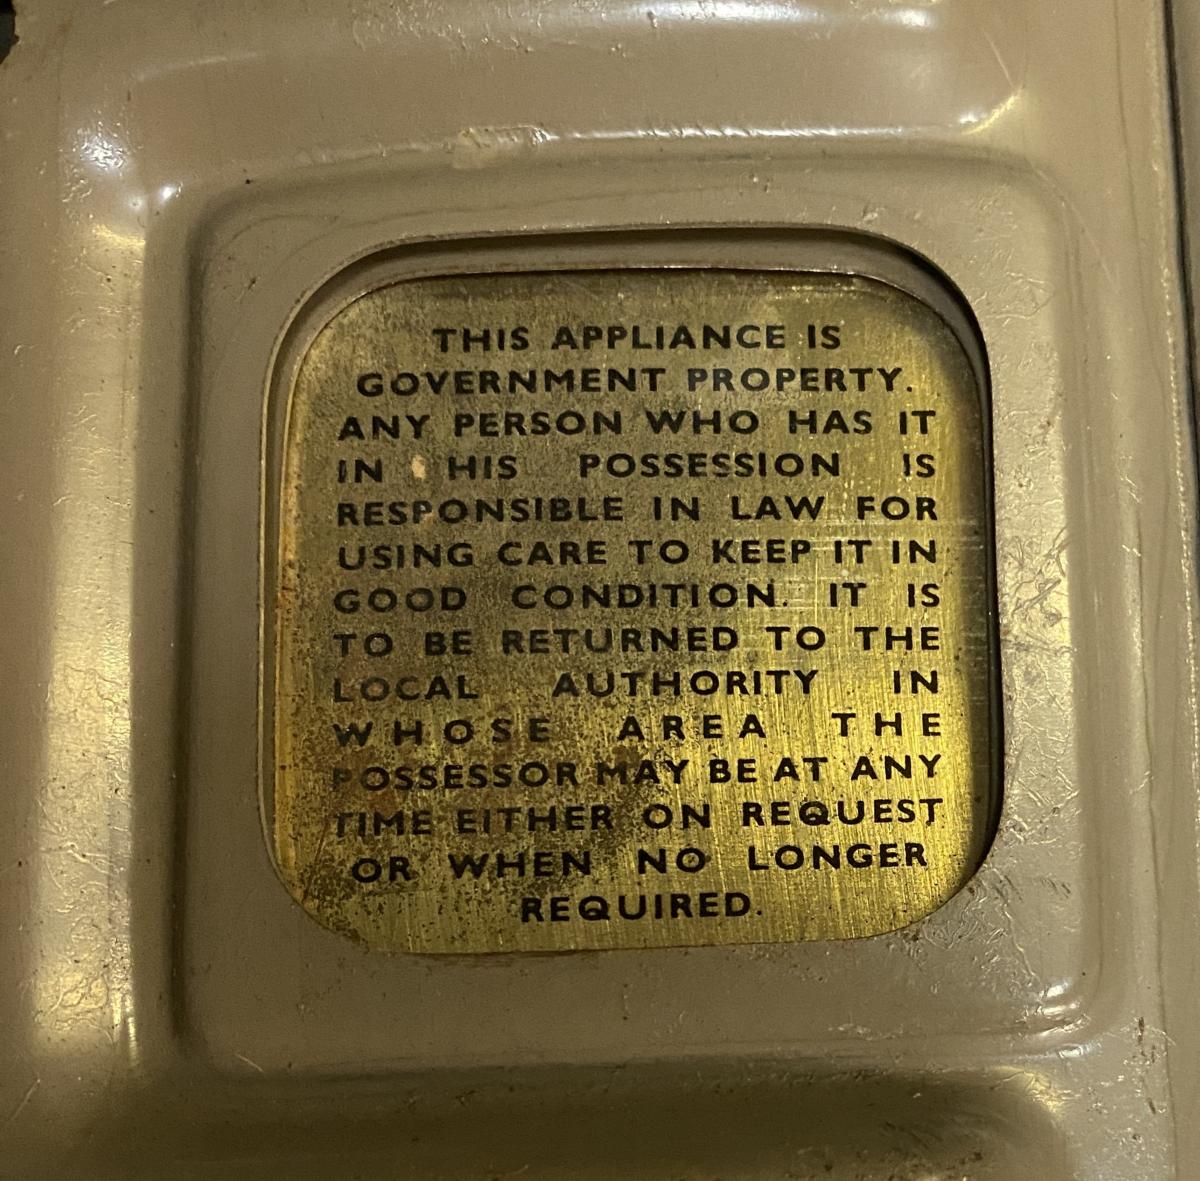 THIS APPLIANCE IS
GOVERNMENT PROPERTY.
ANY PERSON WHO HAS IT
IN HIS POSSESSION IS
RESPONSIBLE IN LAW FOR
USING CARE TO KEEP IT IN
GOOD CONDITION. IT IS
TO BE RETURNED TO THE
LOCAL AUTHORITY IN
WHOSE AREA THE
POSSESSOR MAY BE AT ANY
TIME EITHER ON REQUEST
OR WHEN NO LONGER
REQUIRED.